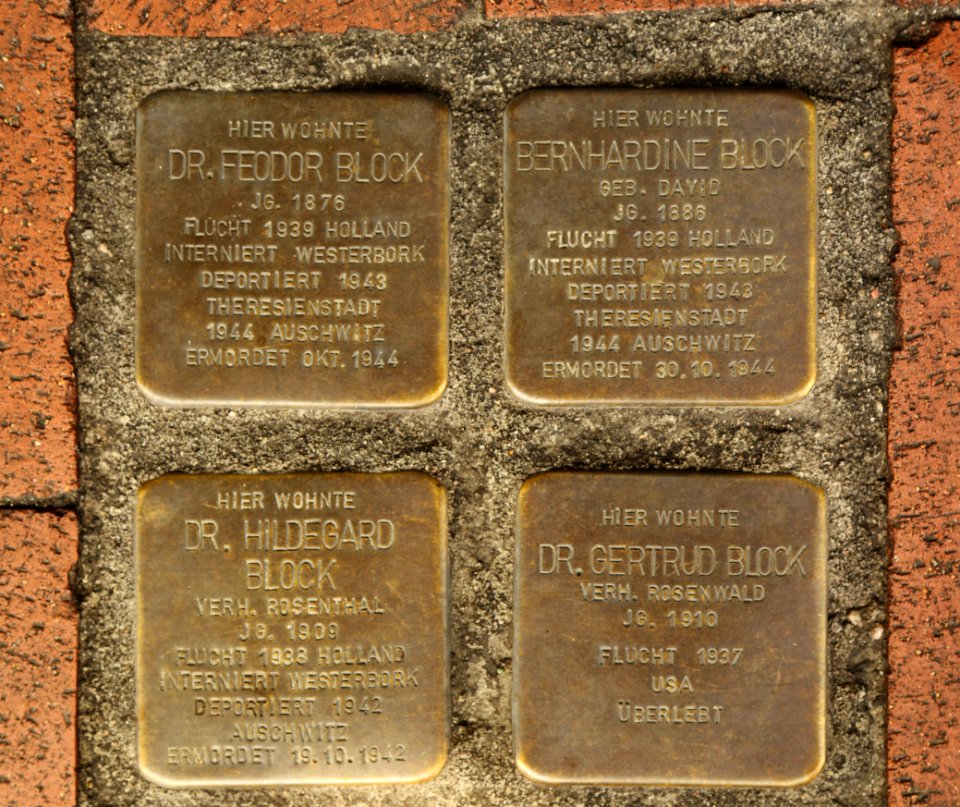 HIER WOHNTE
DR. FEODOR BLOCK
JG. 1876
FLUCHT 1939 HOLLAND
INTERNIERT WESTERBORK
DEPORTIERT 1943
THERESIENSTADT
1944 AUSCHWITZ
ERMORDET OKT. 1944
HIER WOHNTE
BERNHARDINE BLOCK
GEB. DAVID
JG. 1886
FLUCHT 1939 HOLLAND
INTERNIERT WESTERBORK
DEPORTIERT 1943
THERESIENSTADT
1944 AUSCHWITZ
ERMORDET 30.10.1944
HIER WOHNTE
DR. HILDEGARD
BLOCK
VERH. ROSENTHAL
JG. 1909
FLUCHT 1938 HOLLAND
INTERNIERT WESTERBORK
DEPORTIERT 1942
AUSCHWITZ
ERMORDET 19.10.1942
HIER WOHNTE
DR. GERTRUD BLOCK
VERH. ROSENWALD
JG. 1910
FLUCHT 1937
USA
ÜBERLEBT